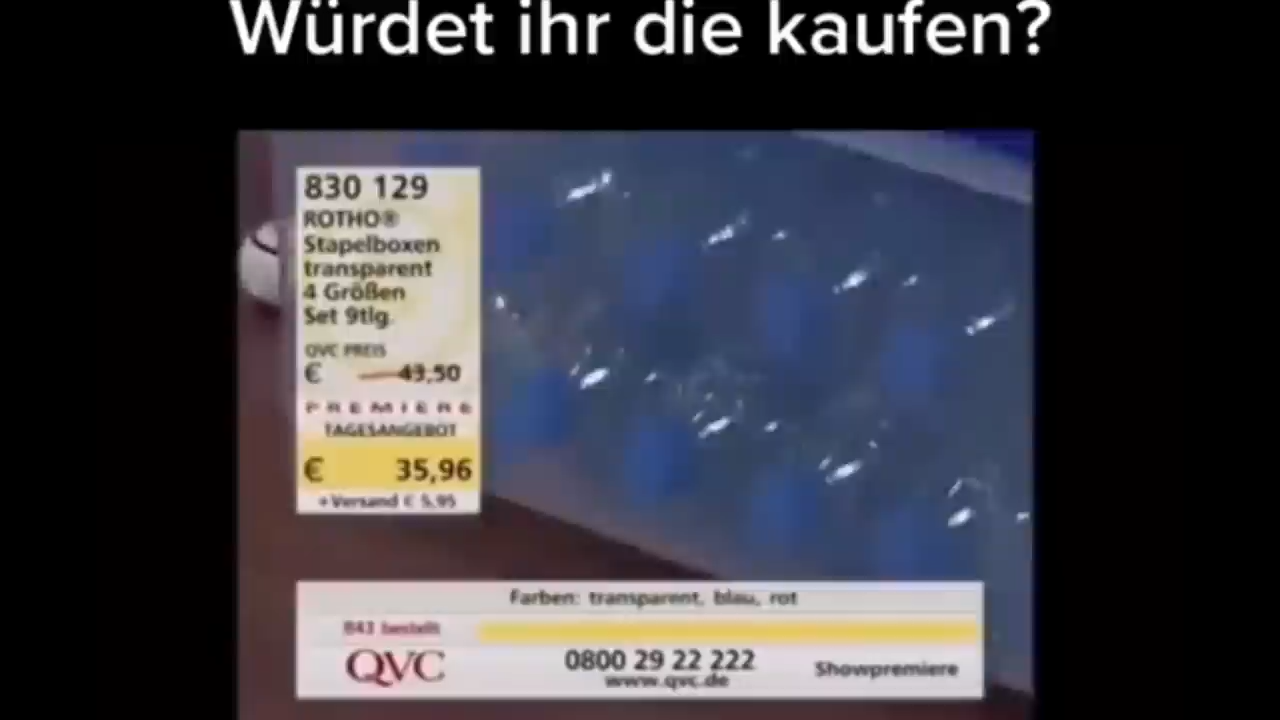 Würdet ihr die kaufen?
830 129
ROTHO®
Stapelboxen
transparent
4 Größen
Set 9tlg.
QVC PREIS
€ 43,50
PREMIERE
TAGESANGEBOT
€ 35,96
+Versand € 5,95
Farben: transparent, blau, rot
843 bestellt
QVC
0800 29 22 222
www.qvc.de
Showpremiere